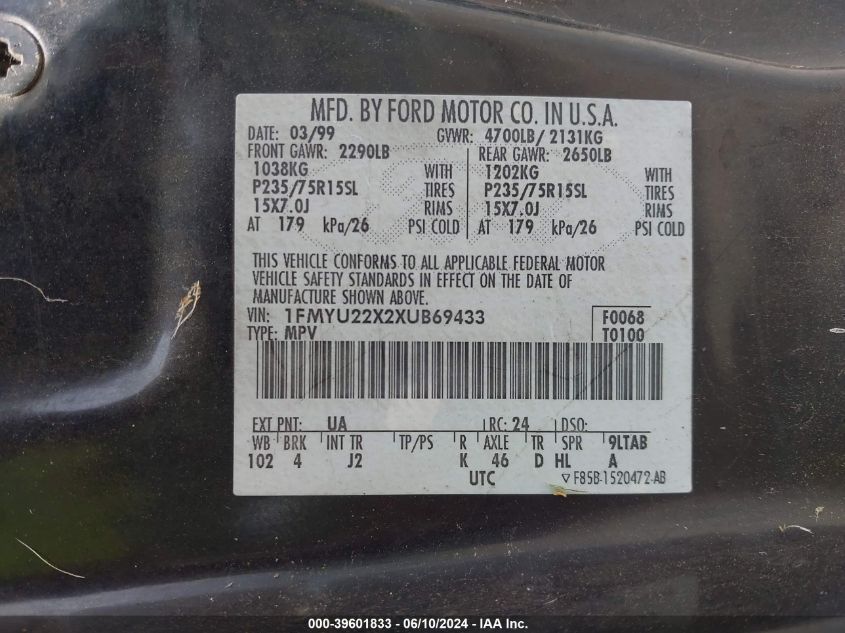 MFD. BY FORD MOTOR CO. IN U.S.A.
DATE: 03/99 GVWR: 4700LB/ 2131KG
FRONT GAWR: 2290LB REAR GAWR: 2650LB
1038KG WITH 1202KG WITH
P235/75R15SL TIRES P235/75R15SL TIRES
15X7.0J RIMS 15X7.0J RIMS
AT 179 kPa/26 PSI COLD AT 179 kPa/26 PSI COLD
THIS VEHICLE CONFORMS TO ALL APPLICABLE FEDERAL MOTOR
VEHICLE SAFETY STANDARDS IN EFFECT ON THE DATE OF
MANUFACTURE SHOWN ABOVE.
VIN: 1FMYU22X2XUB69433 F0068
TYPE: MPV T0100
EXT PNT: UA RC: 24 DSO:
WB BRK INT TR TP/PS R AXLE TR SPR 9LTAB
102 4 J2 K 46 D HL A
UTC ▽F85B-1520472-AB
000-39601833 - 06/10/2024 - IAA Inc.